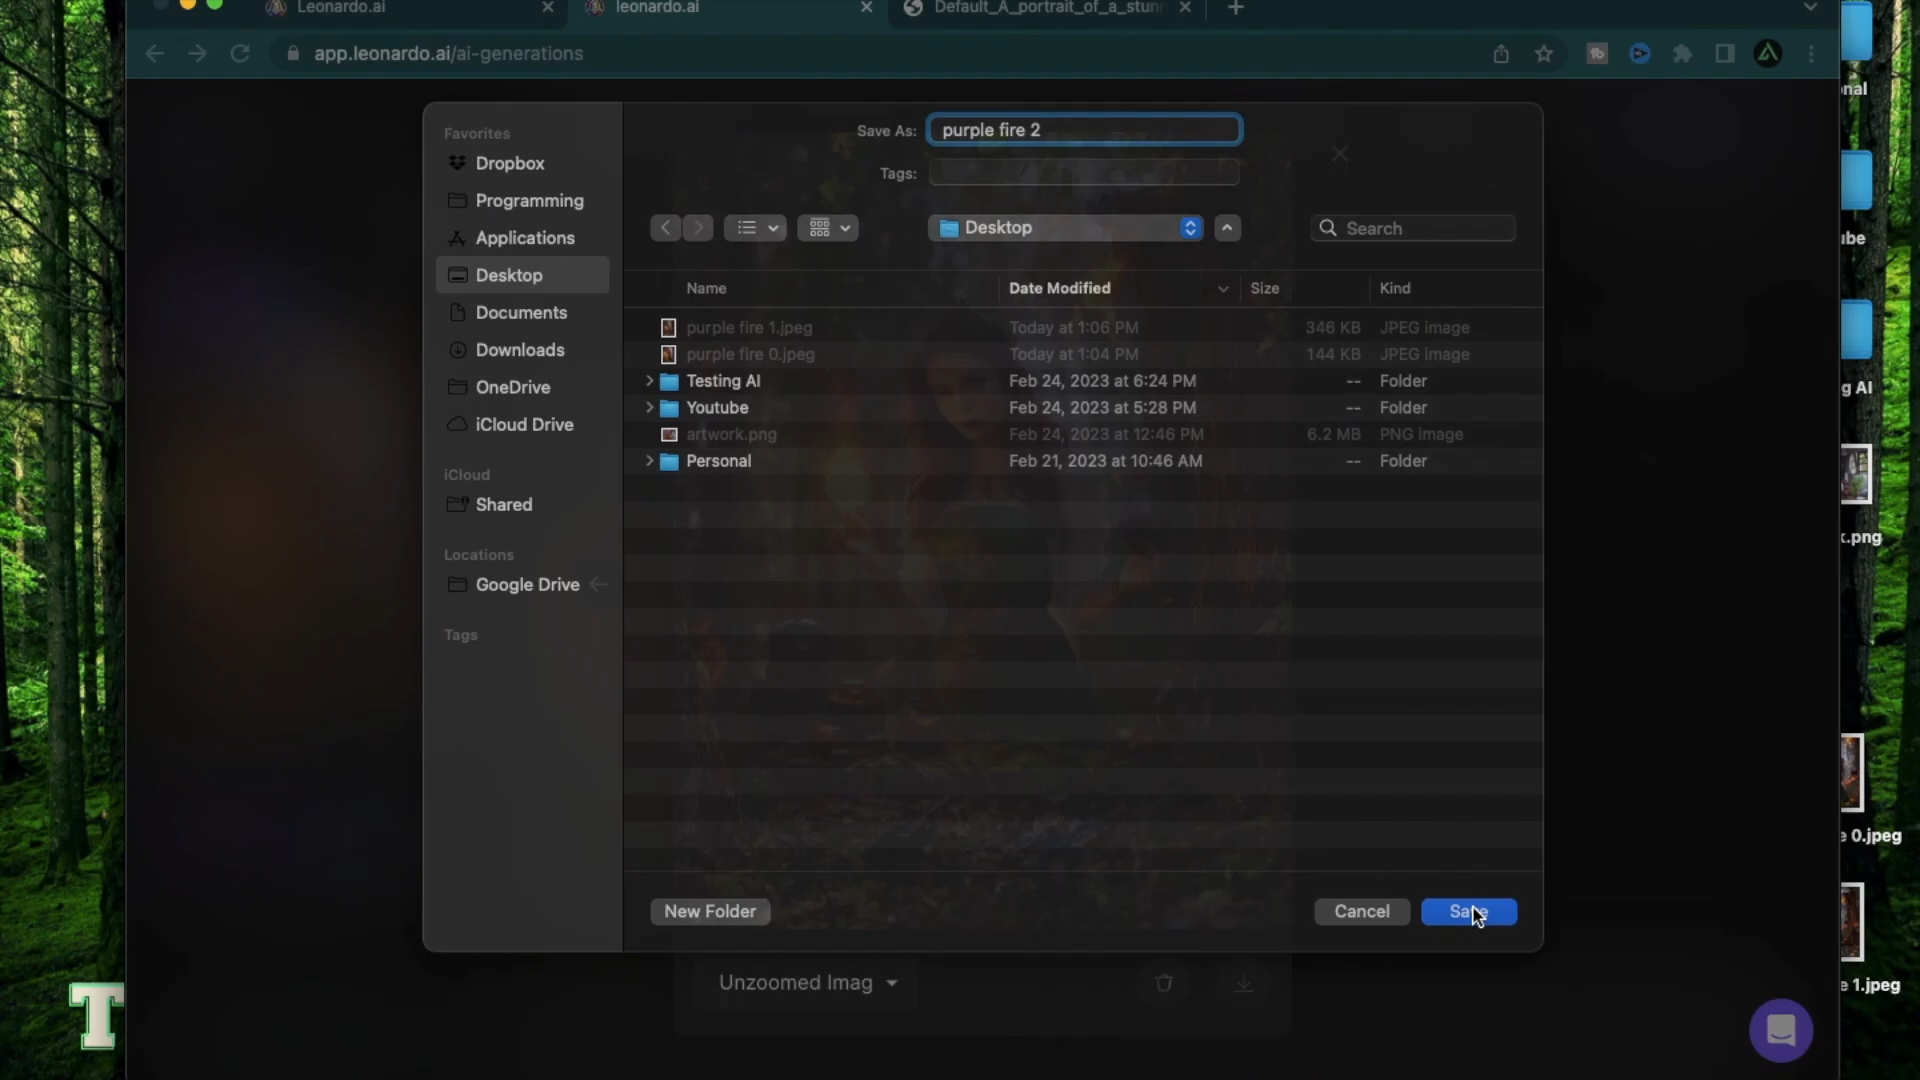 Leonardo.ai
leonardo.ai
Default_A_portrait_of_a_stunn
app.leonardo.ai/ai-generations
Favorites
Dropbox
Programming
Applications
Desktop
Documents
Downloads
OneDrive
iCloud Drive
iCloud
Shared
Locations
Google Drive
Tags
Save As: purple fire 2
Tags:
Desktop
Search
Name Date Modified Size Kind
purple fire 1.jpeg Today at 1:06 PM 346 KB JPEG image
purple fire 0.jpeg Today at 1:04 PM 144 KB JPEG image
Testing AI Feb 24, 2023 at 6:24 PM -- Folder
Youtube Feb 24, 2023 at 5:28 PM -- Folder
artwork.png Feb 24, 2023 at 12:46 PM 6.2 MB PNG image
Personal Feb 21, 2023 at 10:46 AM -- Folder
New Folder
Cancel
Save
Unzoomed Imag
nal
ube
g AI
k.png
e 0.jpeg
e 1.jpeg
T